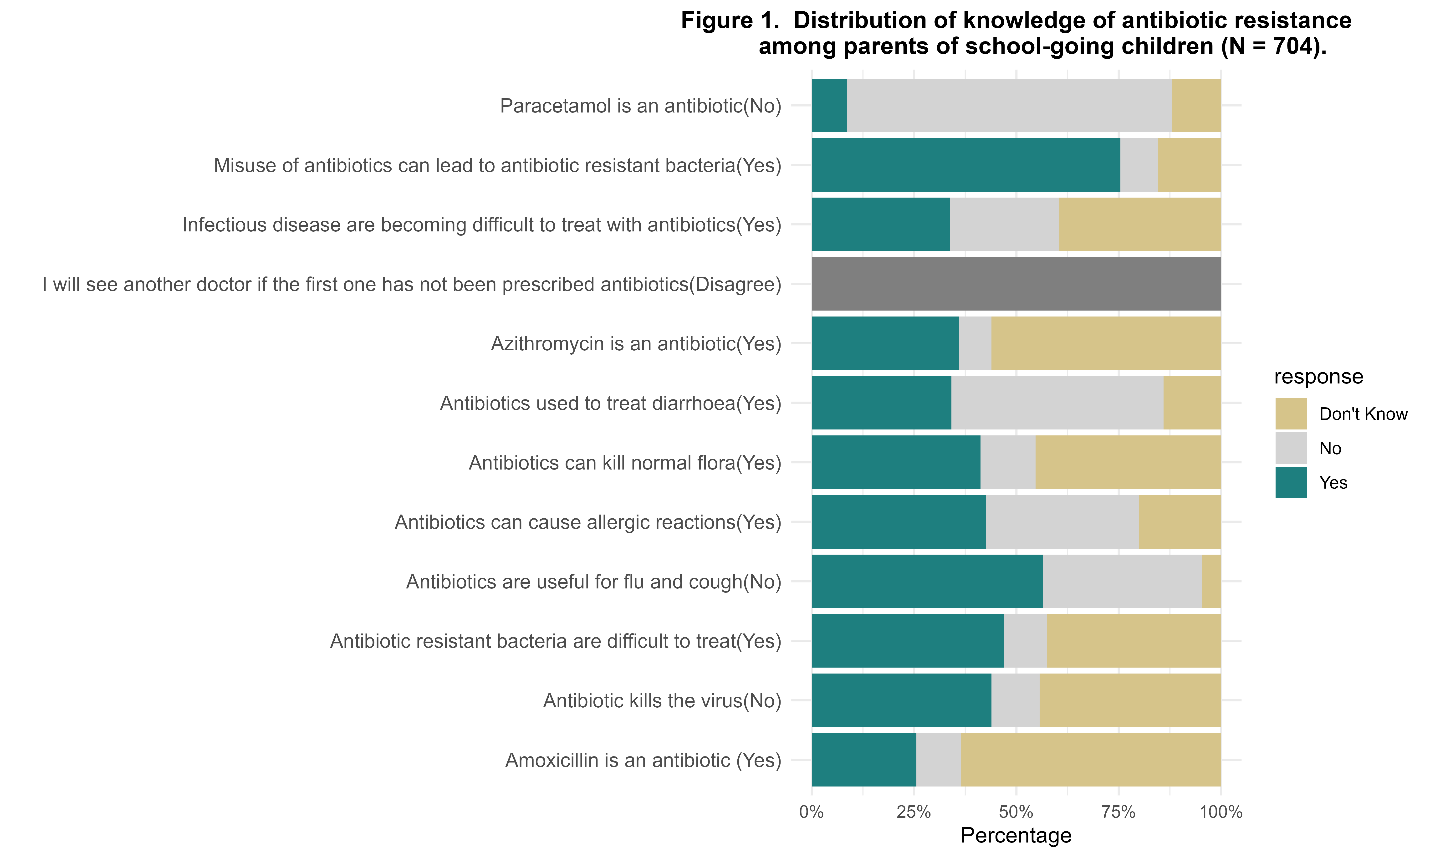 Figure 1.  Distribution of knowledge of antibiotic resistance
among parents of school-going children (N = 704).
Paracetamol is an antibiotic(No)
Misuse of antibiotics can lead to antibiotic resistant bacteria(Yes)
Infectious disease are becoming difficult to treat with antibiotics(Yes)
I will see another doctor if the first one has not been prescribed antibiotics(Disagree)
Azithromycin is an antibiotic(Yes)
Antibiotics used to treat diarrhoea(Yes)
Antibiotics can kill normal flora(Yes)
Antibiotics can cause allergic reactions(Yes)
Antibiotics are useful for flu and cough(No)
Antibiotic resistant bacteria are difficult to treat(Yes)
Antibiotic kills the virus(No)
Amoxicillin is an antibiotic (Yes)
0% 25% 50% 75% 100%
Percentage
response
Don't Know
No
Yes